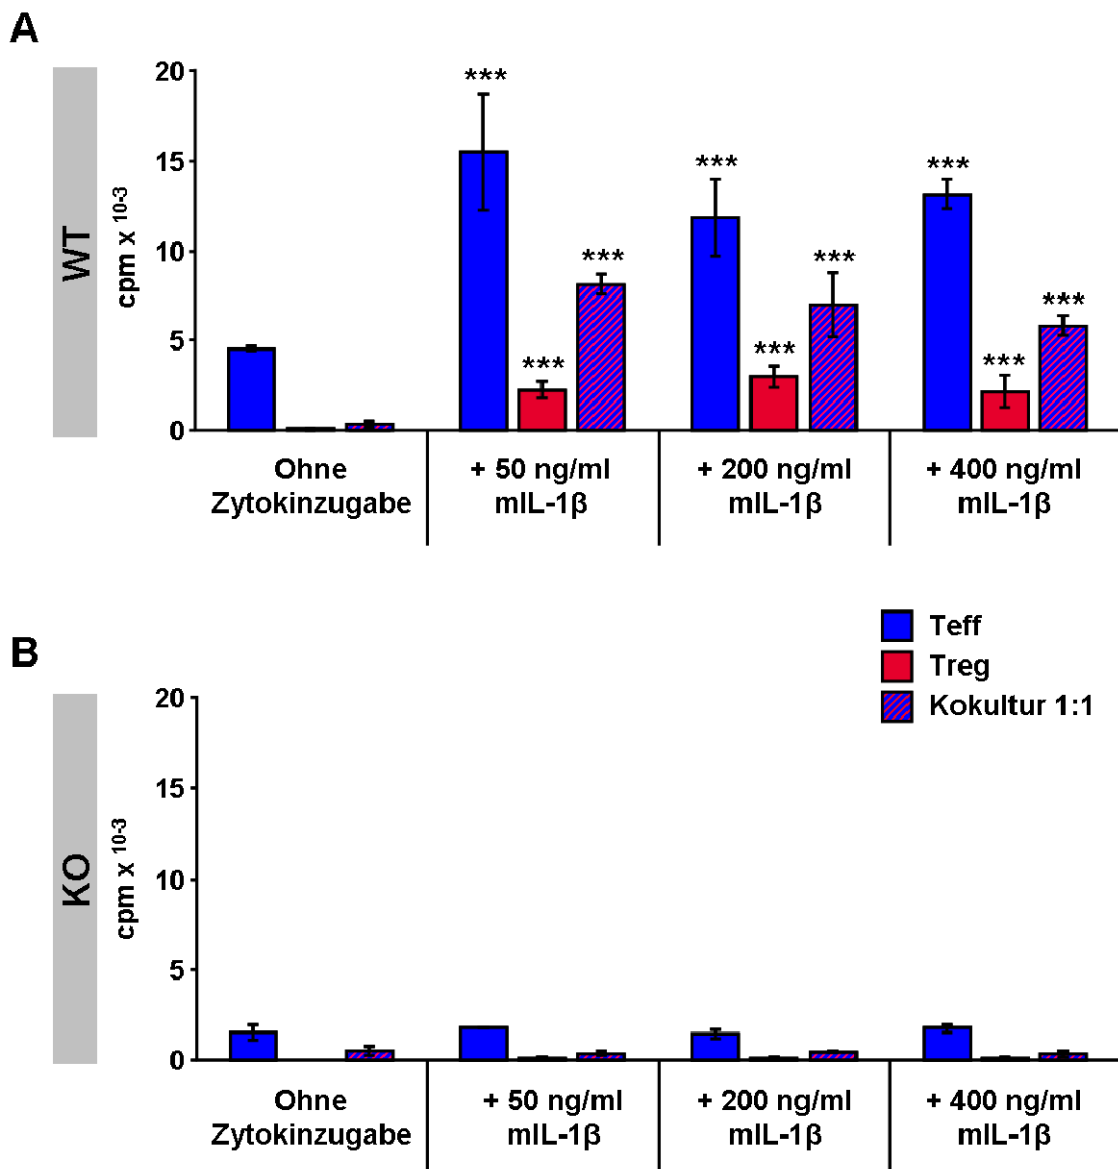 A
WT
cpm x 10-3
20
15
10
5
0
***
***
***
***
***
***
***
***
***
Ohne
Zytokinzugabe
+ 50 ng/ml
mIL-1β
+ 200 ng/ml
mIL-1β
+ 400 ng/ml
mIL-1β
Teff
Treg
Kokultur 1:1
B
KO
cpm x 10-3
20
15
10
5
0
Ohne
Zytokinzugabe
+ 50 ng/ml
mIL-1β
+ 200 ng/ml
mIL-1β
+ 400 ng/ml
mIL-1β